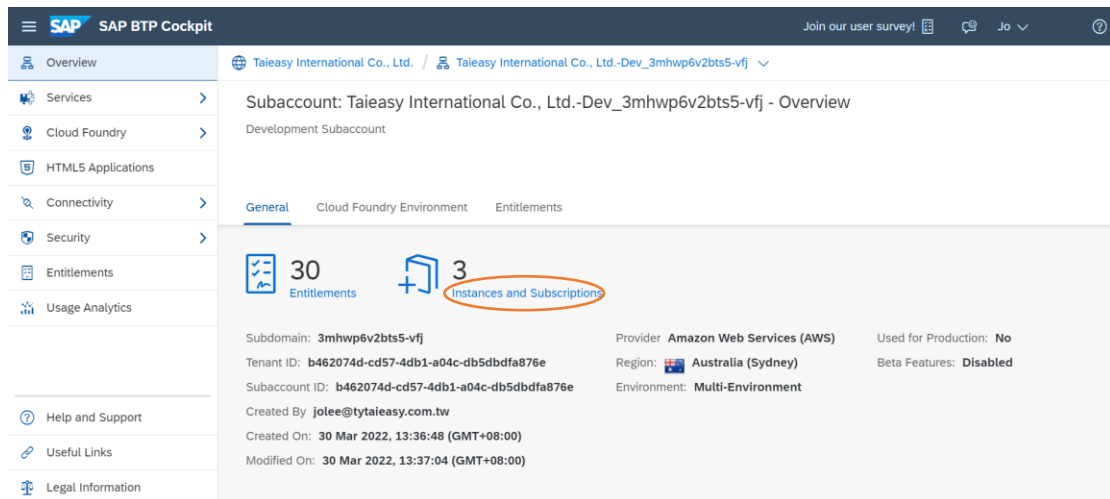 SAP SAP BTP Cockpit
Join our user survey!
Jo
Overview
Services
Cloud Foundry
HTML5 Applications
Connectivity
Security
Entitlements
Usage Analytics
Help and Support
Useful Links
Legal Information
Taieasy International Co., Ltd. / Taieasy International Co., Ltd.-Dev_3mhwp6v2bts5-vfj
Subaccount: Taieasy International Co., Ltd.-Dev_3mhwp6v2bts5-vfj - Overview
Development Subaccount
General Cloud Foundry Environment Entitlements
30
Entitlements
3
Instances and Subscriptions
Subdomain: 3mhwp6v2bts5-vfj
Tenant ID: b462074d-cd57-4db1-a04c-db5dbdfa876e
Subaccount ID: b462074d-cd57-4db1-a04c-db5dbdfa876e
Created By jolee@tytaieasy.com.tw
Created On: 30 Mar 2022, 13:36:48 (GMT+08:00)
Modified On: 30 Mar 2022, 13:37:04 (GMT+08:00)
Provider Amazon Web Services (AWS)
Region: Australia (Sydney)
Environment: Multi-Environment
Used for Production: No
Beta Features: Disabled